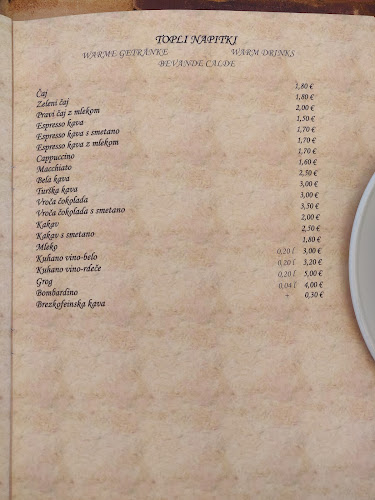 TOPLI NAPITKI
WARME GETRÄNKE WARM DRINKS
BEVANDE CALDE
Čaj 1,80 €
Zeleni čaj 1,80 €
Pravi čaj z mlekom 2,00 €
Espresso kava 1,50 €
Espresso kava s smetano 1,70 €
Espresso kava z mlekom 1,70 €
Cappuccino 1,70 €
Macchiato 1,60 €
Bela kava 2,50 €
Turška kava 3,00 €
Vroča čokolada 3,00 €
Vroča čokolada s smetano 3,50 €
Kakav 2,00 €
Kakav s smetano 2,50 €
Mleko 1,80 €
Kuhano vino-belo 0,20 l 3,00 €
Kuhano vino-rdeče 0,20 l 3,20 €
Grog 0,20 l 5,00 €
Bombardino 0,04 l 4,00 €
Brezkofeinska kava + 0,30 €